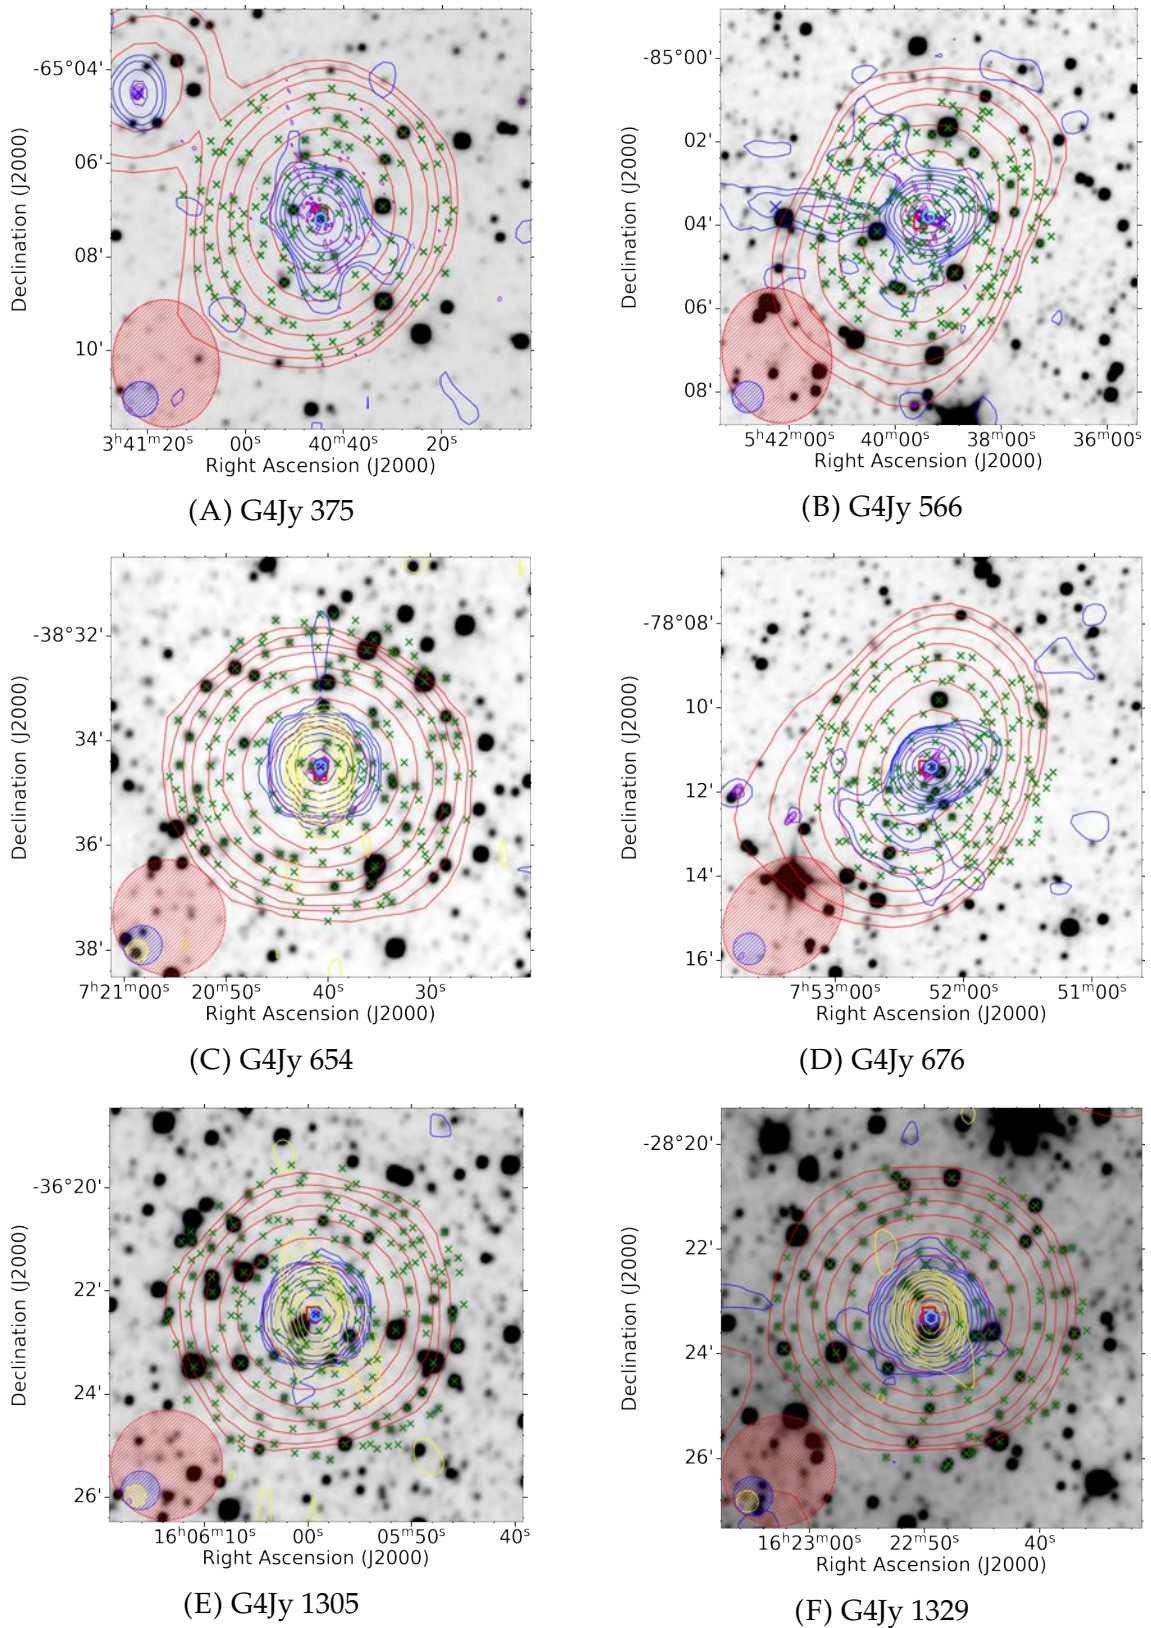 -65°04'
06'
08'
10'
3ʰ41ᵐ20ˢ 00ˢ 40ᵐ40ˢ 20ˢ
Right Ascension (J2000)
Declination (J2000)
(A) G4Jy 375
-85°00'
02'
04'
06'
08'
5ʰ42ᵐ00ˢ 40ᵐ00ˢ 38ᵐ00ˢ 36ᵐ00ˢ
Right Ascension (J2000)
Declination (J2000)
(B) G4Jy 566
-38°32'
34'
36'
38'
7ʰ21ᵐ00ˢ 20ᵐ50ˢ 40ˢ 30ˢ
Right Ascension (J2000)
Declination (J2000)
(C) G4Jy 654
-78°08'
10'
12'
14'
16'
7ʰ53ᵐ00ˢ 52ᵐ00ˢ 51ᵐ00ˢ
Right Ascension (J2000)
Declination (J2000)
(D) G4Jy 676
-36°20'
22'
24'
26'
16ʰ06ᵐ10ˢ 00ˢ 05ᵐ50ˢ 40ˢ
Right Ascension (J2000)
Declination (J2000)
(E) G4Jy 1305
-28°20'
22'
24'
26'
16ʰ23ᵐ00ˢ 22ᵐ50ˢ 40ˢ
Right Ascension (J2000)
Declination (J2000)
(F) G4Jy 1329